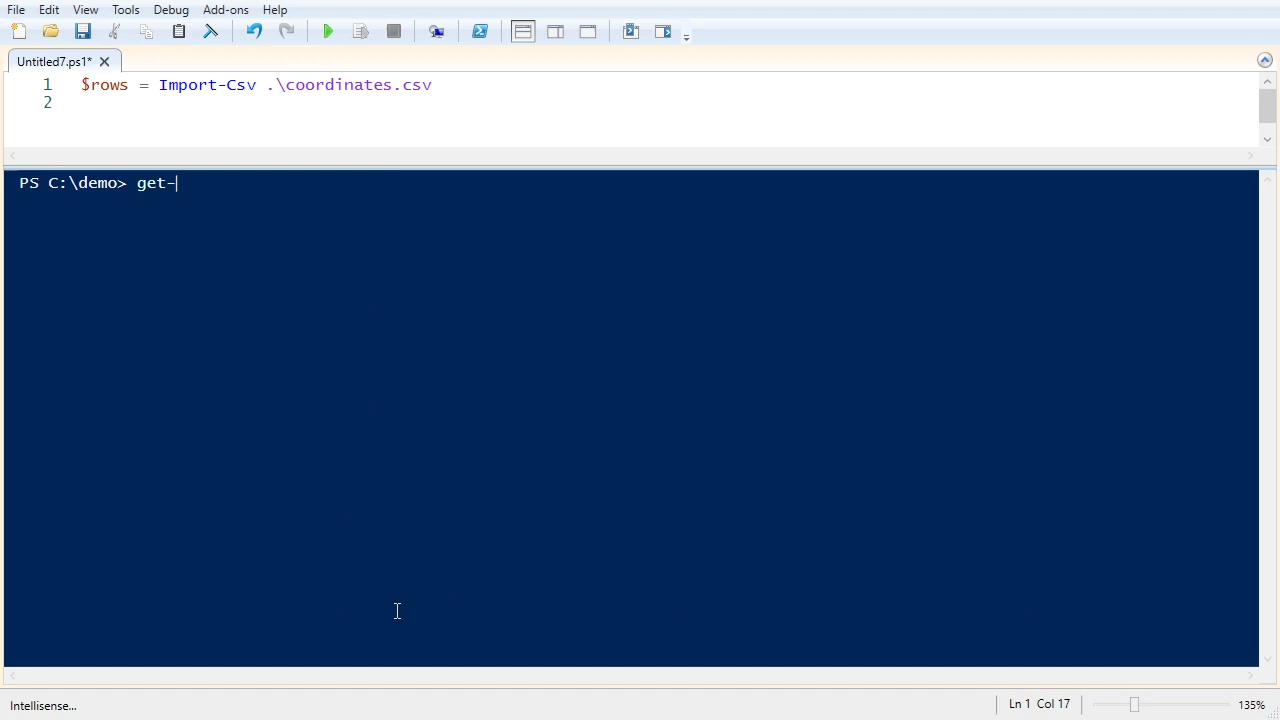 File Edit View Tools Debug Add-ons Help
Untitled7.ps1*
1 $rows = Import-Csv .\coordinates.csv
2
PS C:\demo> get-
Intellisense... Ln 1 Col 17 135%